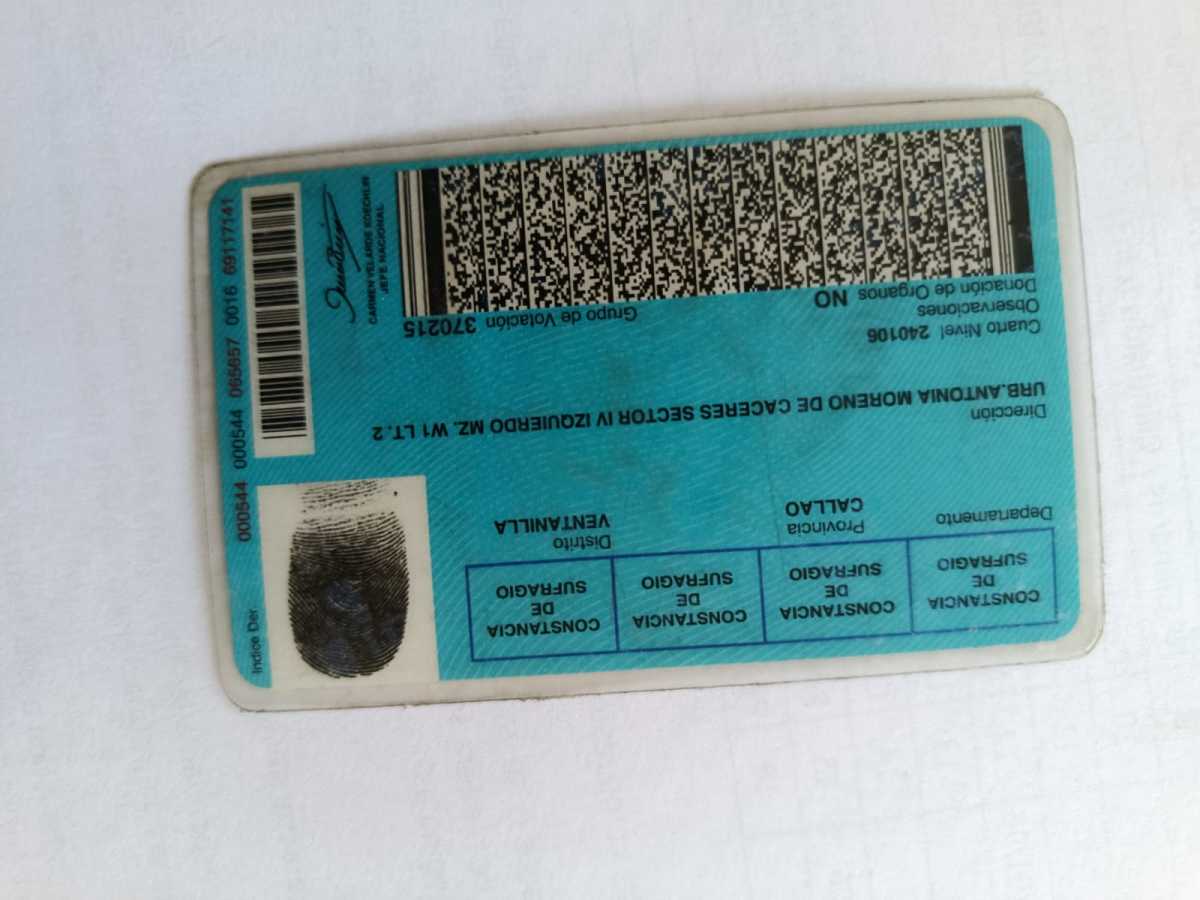 CONSTANCIA DE SUFRAGIO
CONSTANCIA DE SUFRAGIO
CONSTANCIA DE SUFRAGIO
CONSTANCIA DE SUFRAGIO
Departamento
Provincia
CALLAO
Distrito
VENTANILLA
Dirección
URB.ANTONIA MORENO DE CACERES SECTOR IV IZQUIERDO MZ. W1 LT. 2
Cuarto Nivel 240106
Observaciones
Donación de Organos NO
Grupo de Votación 370215
Indice Der
000544 000544 065657 0016 69117141
CARMEN VELARDE KOECHLIN
JEFE NACIONAL